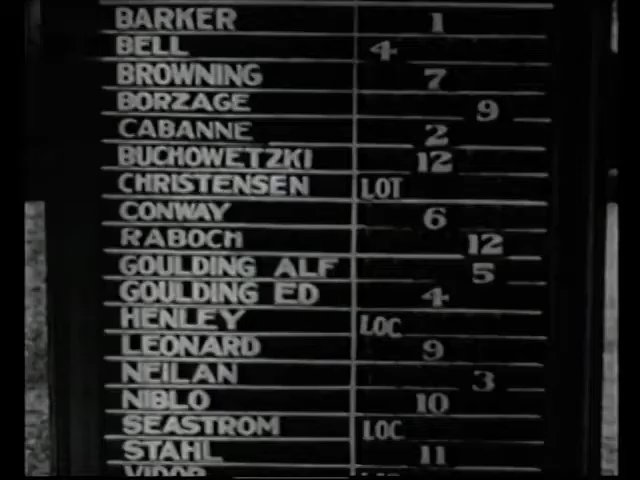 BARKER 1
BELL 4
BROWNING 7
BORZAGE 9
CABANNE 2
BUCHOWETZKI 12
CHRISTENSEN LOT
CONWAY 6
RABOCH 12
GOULDING ALF 5
GOULDING ED 4
HENLEY LOC
LEONARD 9
NEILAN 3
NIBLO 10
SEASTROM LOC
STAHL 11
VIDOR